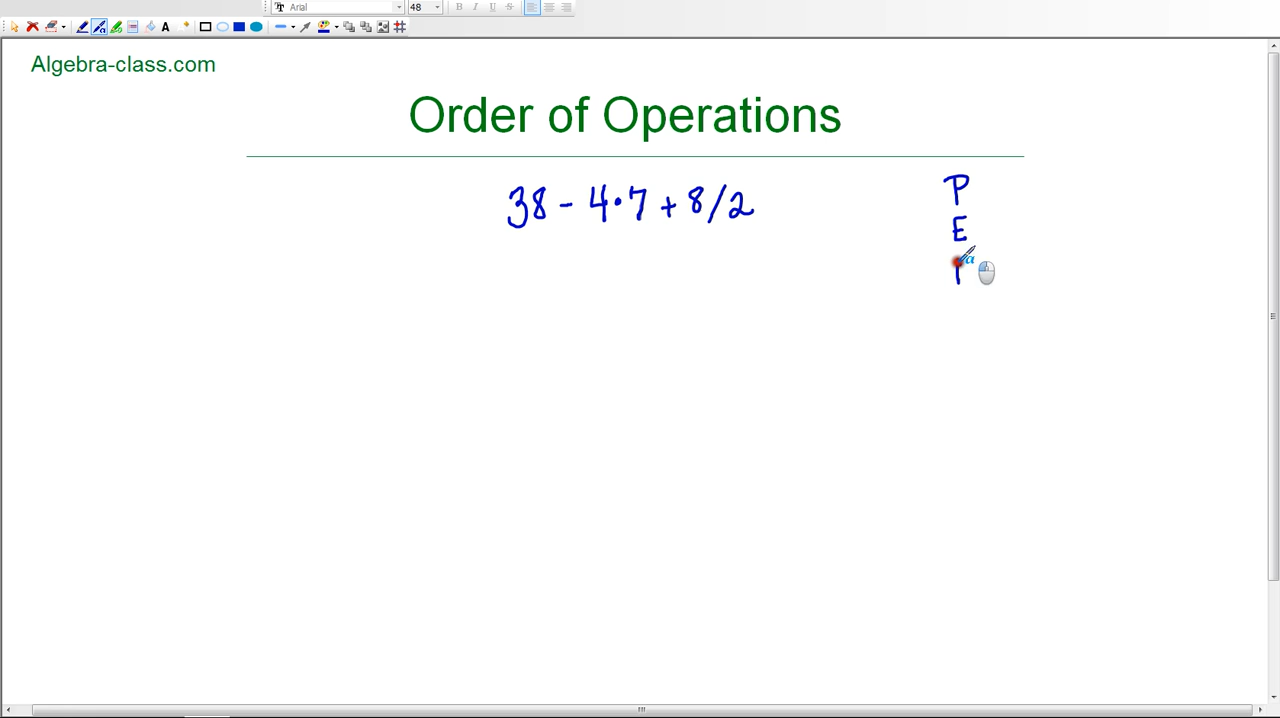 Arial 48 B I U S
A
Algebra-class.com
Order of Operations
38 - 4·7 + 8/2
P
E